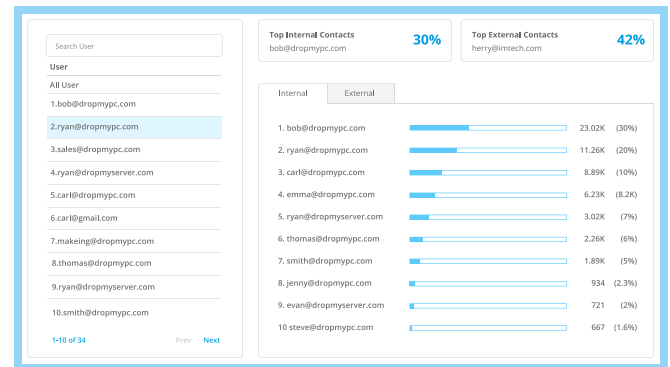 Search User
User
All User
1.bob@dropmypc.com
2.ryan@dropmypc.com
3.sales@dropmypc.com
4.ryan@dropmyserver.com
5.carl@dropmypc.com
6.carl@gmail.com
7.makeing@dropmypc.com
8.thomas@dropmypc.com
9.ryan@dropmyserver.com
10.smith@dropmypc.com
1-10 of 34 Prev Next
Top Internal Contacts
bob@dropmypc.com
30%
Top External Contacts
herry@imtech.com
42%
Internal External
1. bob@dropmypc.com 23.02K (30%)
2. ryan@dropmypc.com 11.26K (20%)
3. carl@dropmypc.com 8.89K (10%)
4. emma@dropmypc.com 6.23K (8.2K)
5. ryan@dropmyserver.com 3.02K (7%)
6. thomas@dropmypc.com 2.26K (6%)
7. smith@dropmypc.com 1.89K (5%)
8. jenny@dropmypc.com 934 (2.3%)
9. evan@dropmyserver.com 721 (2%)
10 steve@dropmypc.com 667 (1.6%)